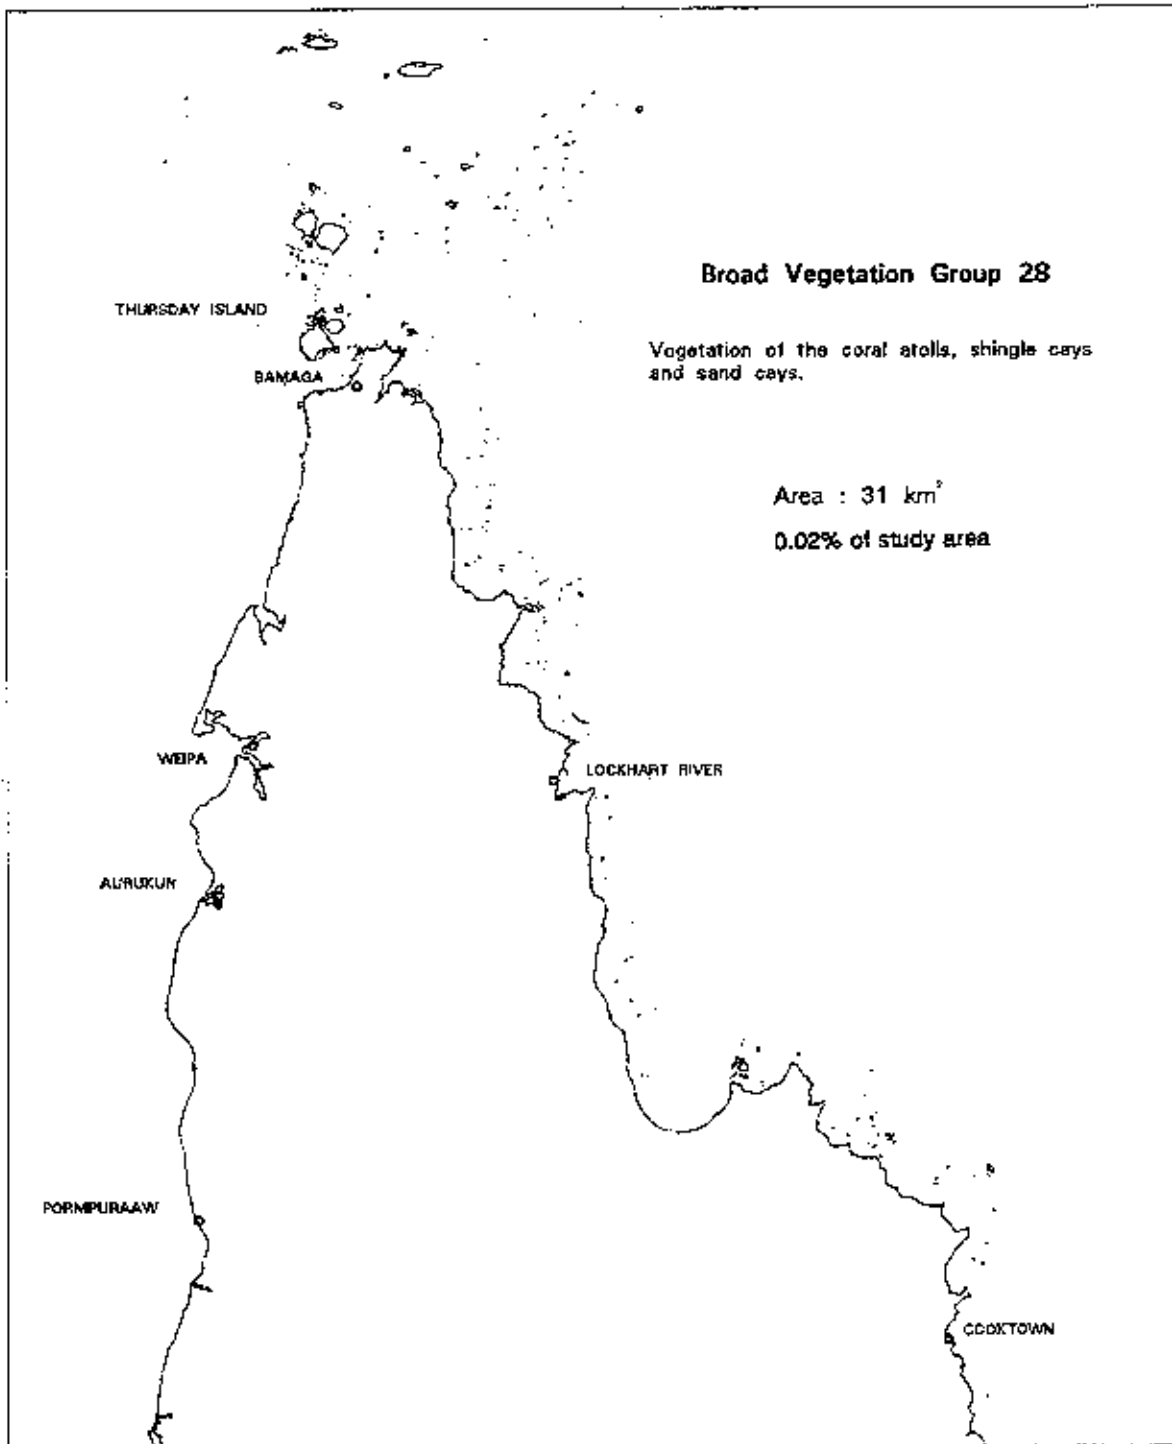 Broad Vegetation Group 28
THURSDAY ISLAND
Vegetation of the coral atolls, shingle cays
and sand cays.
BAMAGA
Area : 31 km²
0.02% of study area
WEIPA
LOCKHART RIVER
AURUKUN
PORMPURAAW
COOKTOWN